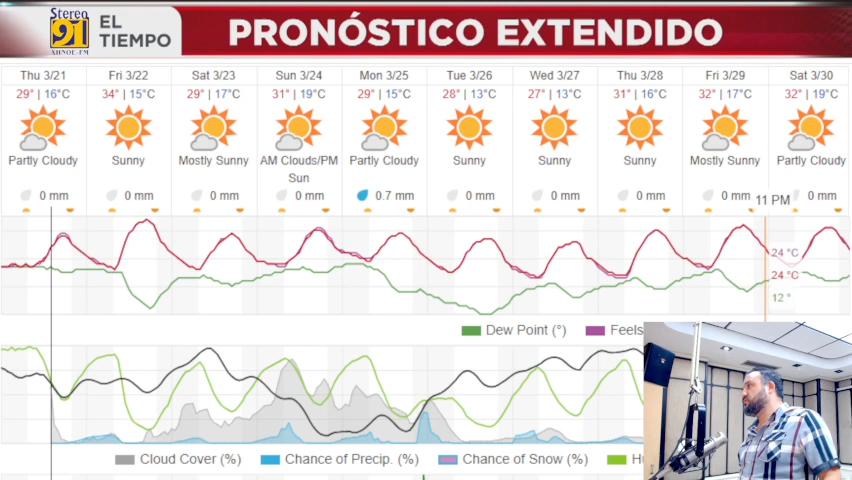 Stereo
91
XHNOE-FM
EL
TIEMPO
PRONÓSTICO EXTENDIDO
Thu 3/21 Fri 3/22 Sat 3/23 Sun 3/24 Mon 3/25 Tue 3/26 Wed 3/27 Thu 3/28 Fri 3/29 Sat 3/30
29° | 16°C 34° | 15°C 29° | 17°C 31° | 19°C 29° | 15°C 28° | 13°C 27° | 13°C 31° | 16°C 32° | 17°C 32° | 19°C
Partly Cloudy Sunny Mostly Sunny AM Clouds/PM Partly Cloudy Sunny Sunny Sunny Mostly Sunny Partly Cloudy
Sun
0 mm 0 mm 0 mm 0 mm 0.7 mm 0 mm 0 mm 0 mm 0 mm 0 mm
11 PM
24 °C
24 °C
12 °
Dew Point (°) Feels
Cloud Cover (%) Chance of Precip. (%) Chance of Snow (%) Hu